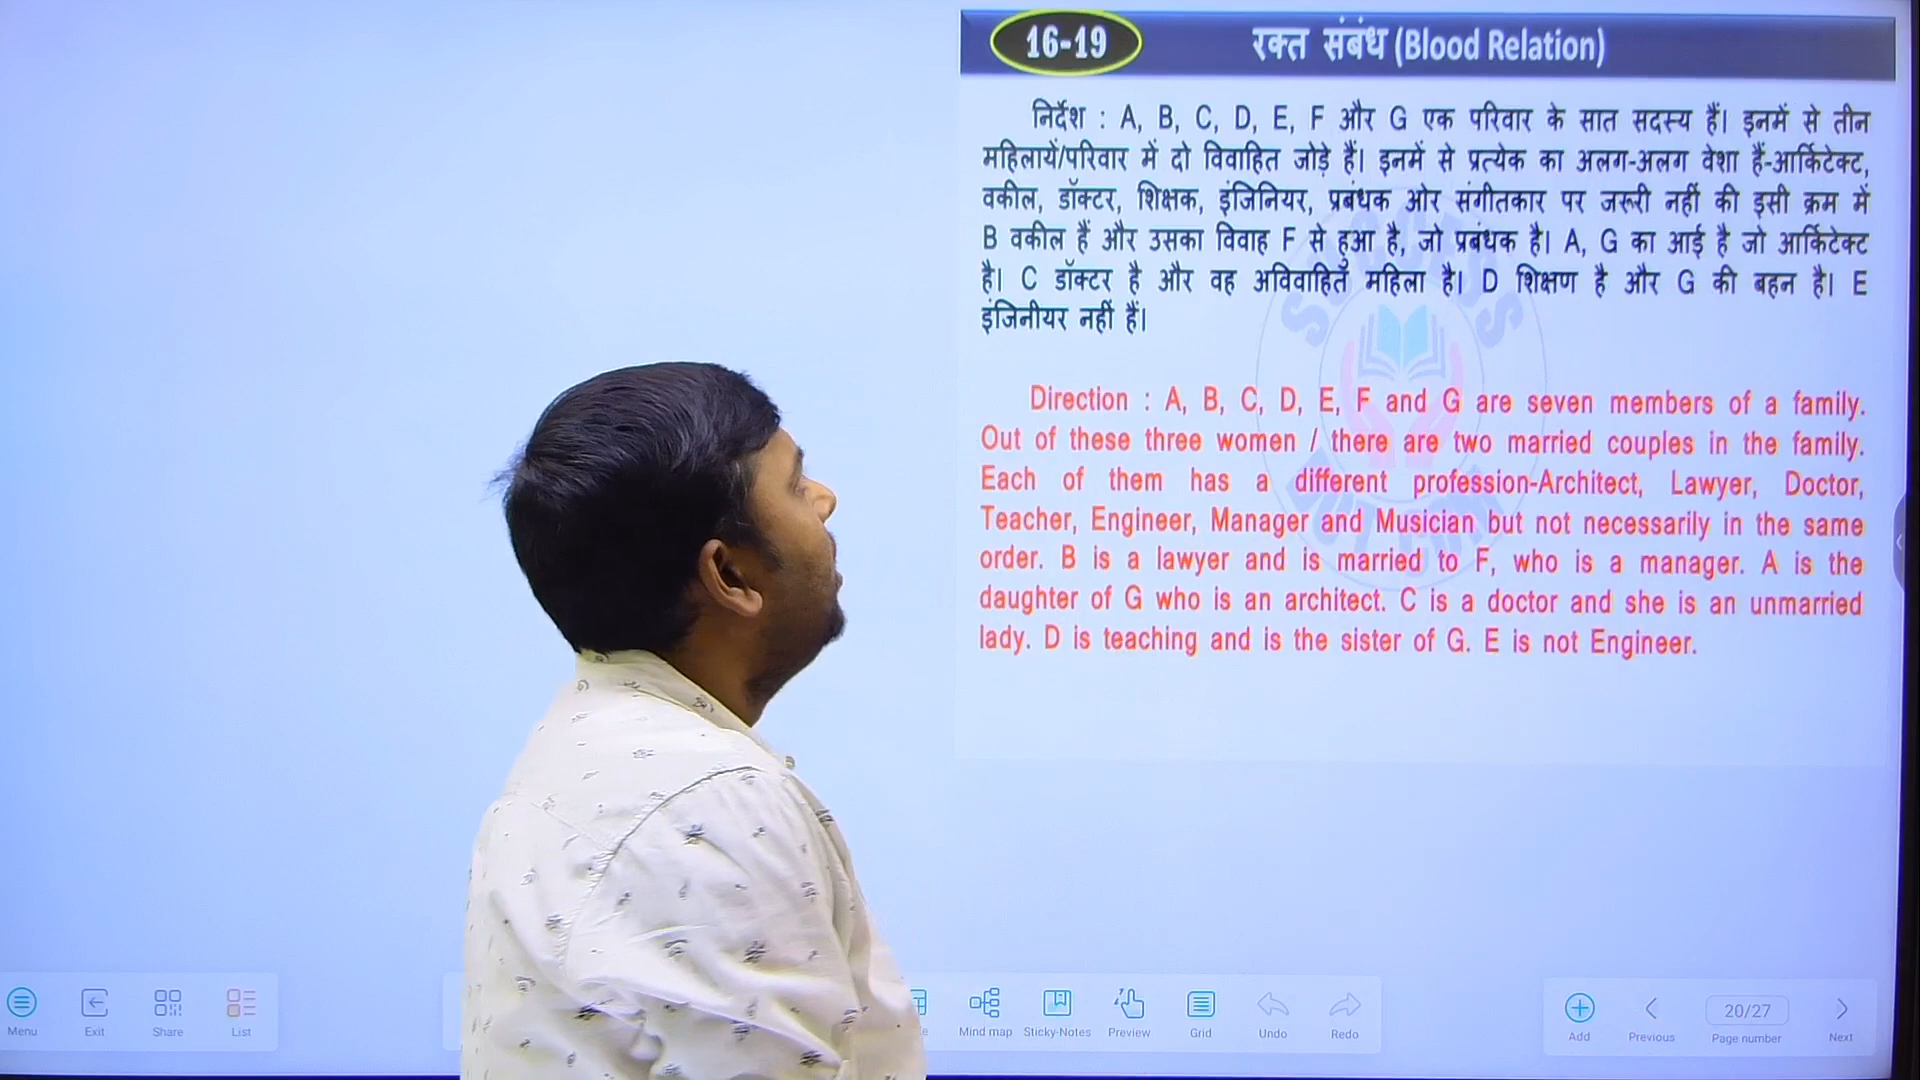 16-19
रक्त संबंध (Blood Relation)
निर्देश : A, B, C, D, E, F और G एक परिवार के सात सदस्य हैं। इनमें से तीन
महिलायें/परिवार में दो विवाहित जोड़े हैं। इनमें से प्रत्येक का अलग-अलग वेशा हैं-आर्किटेक्ट,
वकील, डॉक्टर, शिक्षक, इंजिनियर, प्रबंधक ओर संगीतकार पर जरूरी नहीं की इसी क्रम में
B वकील हैं और उसका विवाह F से हुआ है, जो प्रबंधक है। A, G का आई है जो आर्किटेक्ट
है। C डॉक्टर है और वह अविवाहित महिला है। D शिक्षण है और G की बहन है। E
इंजिनीयर नहीं हैं।
Direction : A, B, C, D, E, F and G are seven members of a family.
Out of these three women / there are two married couples in the family.
Each of them has a different profession-Architect, Lawyer, Doctor,
Teacher, Engineer, Manager and Musician but not necessarily in the same
order. B is a lawyer and is married to F, who is a manager. A is the
daughter of G who is an architect. C is a doctor and she is an unmarried
lady. D is teaching and is the sister of G. E is not Engineer.
Menu Exit Share List Mind map Sticky-Notes Preview Grid Undo Redo Add Previous 20/27 Page number Next